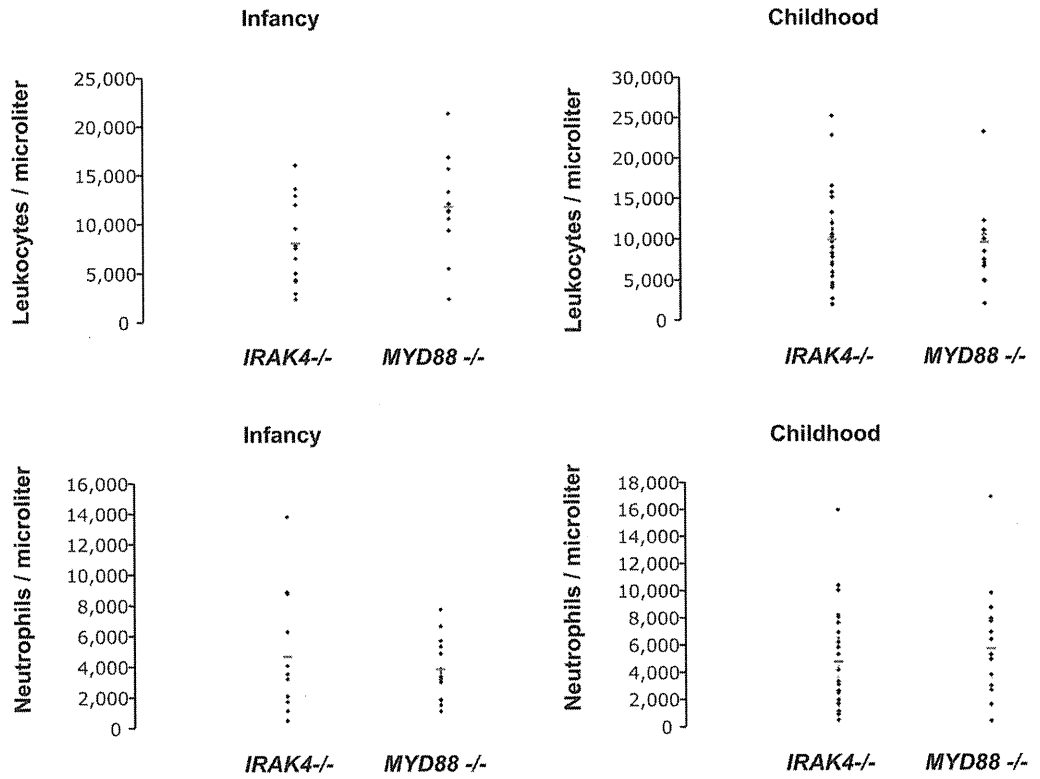 Infancy
Leukocytes / microliter
25,000
20,000
15,000
10,000
5,000
0
IRAK4-/- MYD88 -/-
Childhood
Leukocytes / microliter
30,000
25,000
20,000
15,000
10,000
5,000
0
IRAK4-/- MYD88 -/-
Infancy
Neutrophils / microliter
16,000
14,000
12,000
10,000
8,000
6,000
4,000
2,000
0
IRAK4-/- MYD88 -/-
Childhood
Neutrophils / microliter
18,000
16,000
14,000
12,000
10,000
8,000
6,000
4,000
2,000
0
IRAK4-/- MYD88 -/-